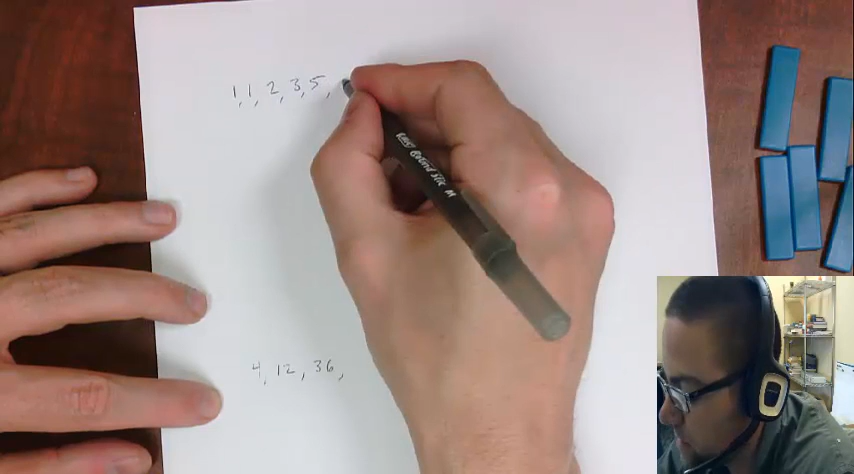 1, 1, 2, 3, 5,
4, 12, 36,